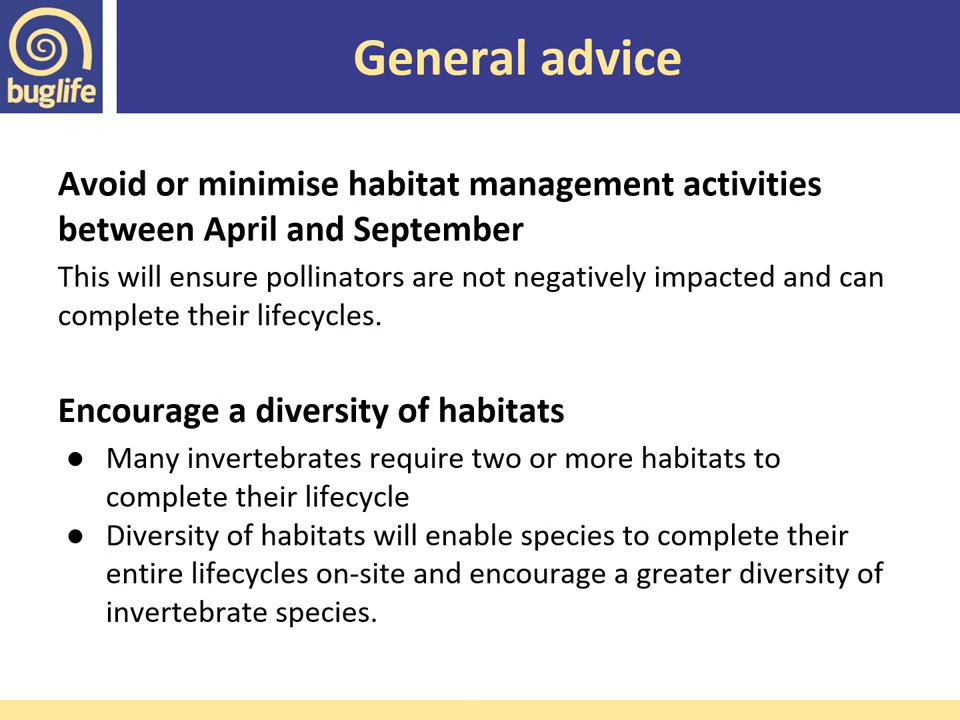 buglife
General advice
Avoid or minimise habitat management activities
between April and September
This will ensure pollinators are not negatively impacted and can
complete their lifecycles.
Encourage a diversity of habitats
● Many invertebrates require two or more habitats to
complete their lifecycle
● Diversity of habitats will enable species to complete their
entire lifecycles on-site and encourage a greater diversity of
invertebrate species.